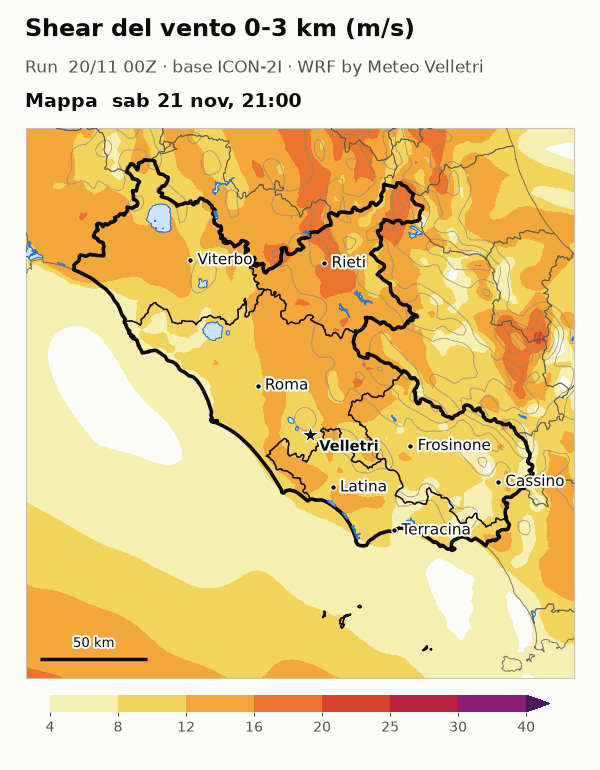 Shear del vento 0-3 km (m/s)
Run  20/11 00Z · base ICON-2I · WRF by Meteo Velletri
Mappa  sab 21 nov, 21:00
Viterbo
Rieti
Roma
Velletri
Frosinone
Cassino
Latina
Terracina
50 km
4 8 12 16 20 25 30 40